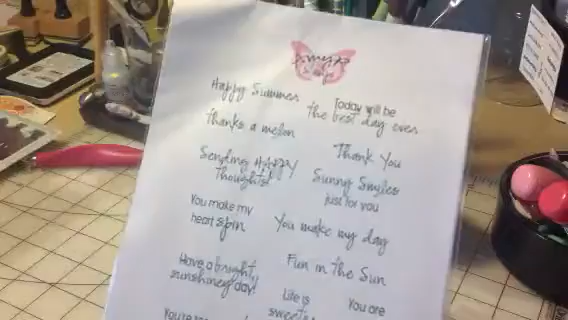 Happy Summer
Today will be
the best day ever
thanks a melon
Thank You
Sending HAPPY
thoughts!
Sunny Smiles
just for you
You make my
heart spin
You make my day
Have a bright
sunshiney day!
Fun in the Sun
Life is
You are